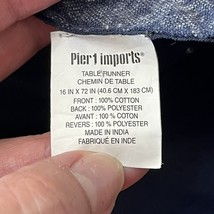 Pier 1 imports®
TABLE RUNNER
CHEMIN DE TABLE
16 IN X 72 IN (40.6 CM X 183 CM)
FRONT : 100% COTTON
BACK : 100% POLYESTER
AVANT : 100 % COTON
REVERS : 100% POLYESTER
MADE IN INDIA
FABRIQUÉ EN INDE